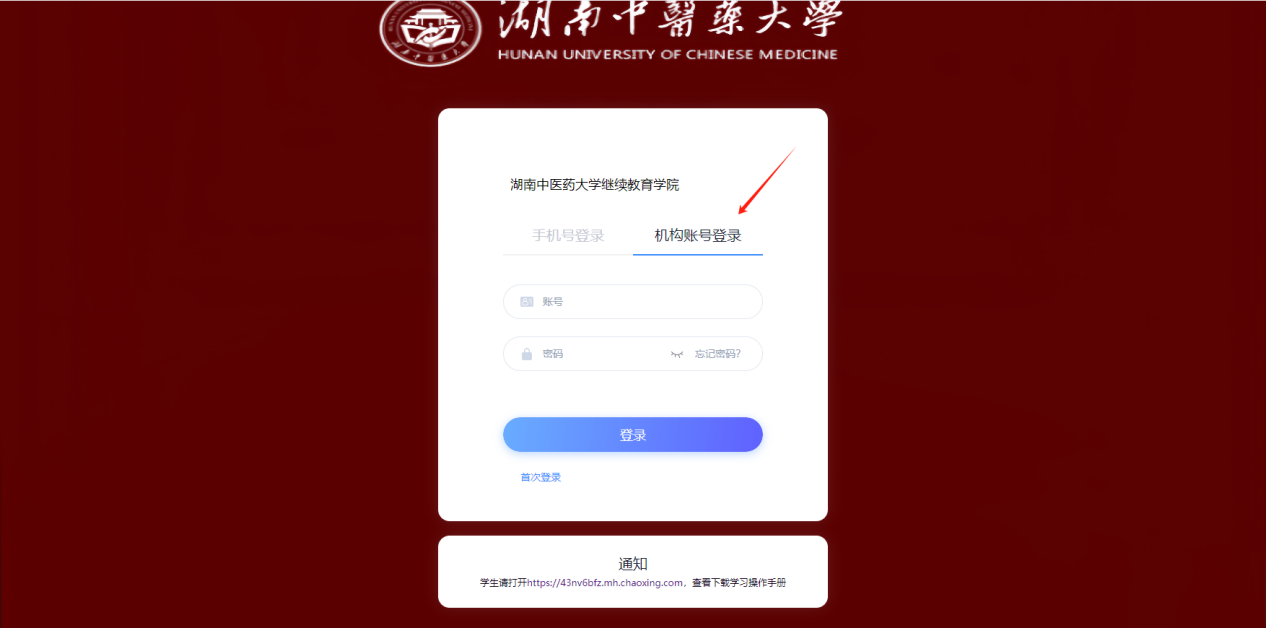 湖南中醫藥大學
HUNAN UNIVERSITY OF CHINESE MEDICINE
湖南中医药大学继续教育学院
手机号登录 机构账号登录
账号
密码 忘记密码?
登录
首次登录
通知
学生请打开https://43nv6bfz.mh.chaoxing.com，查看下载学习操作手册